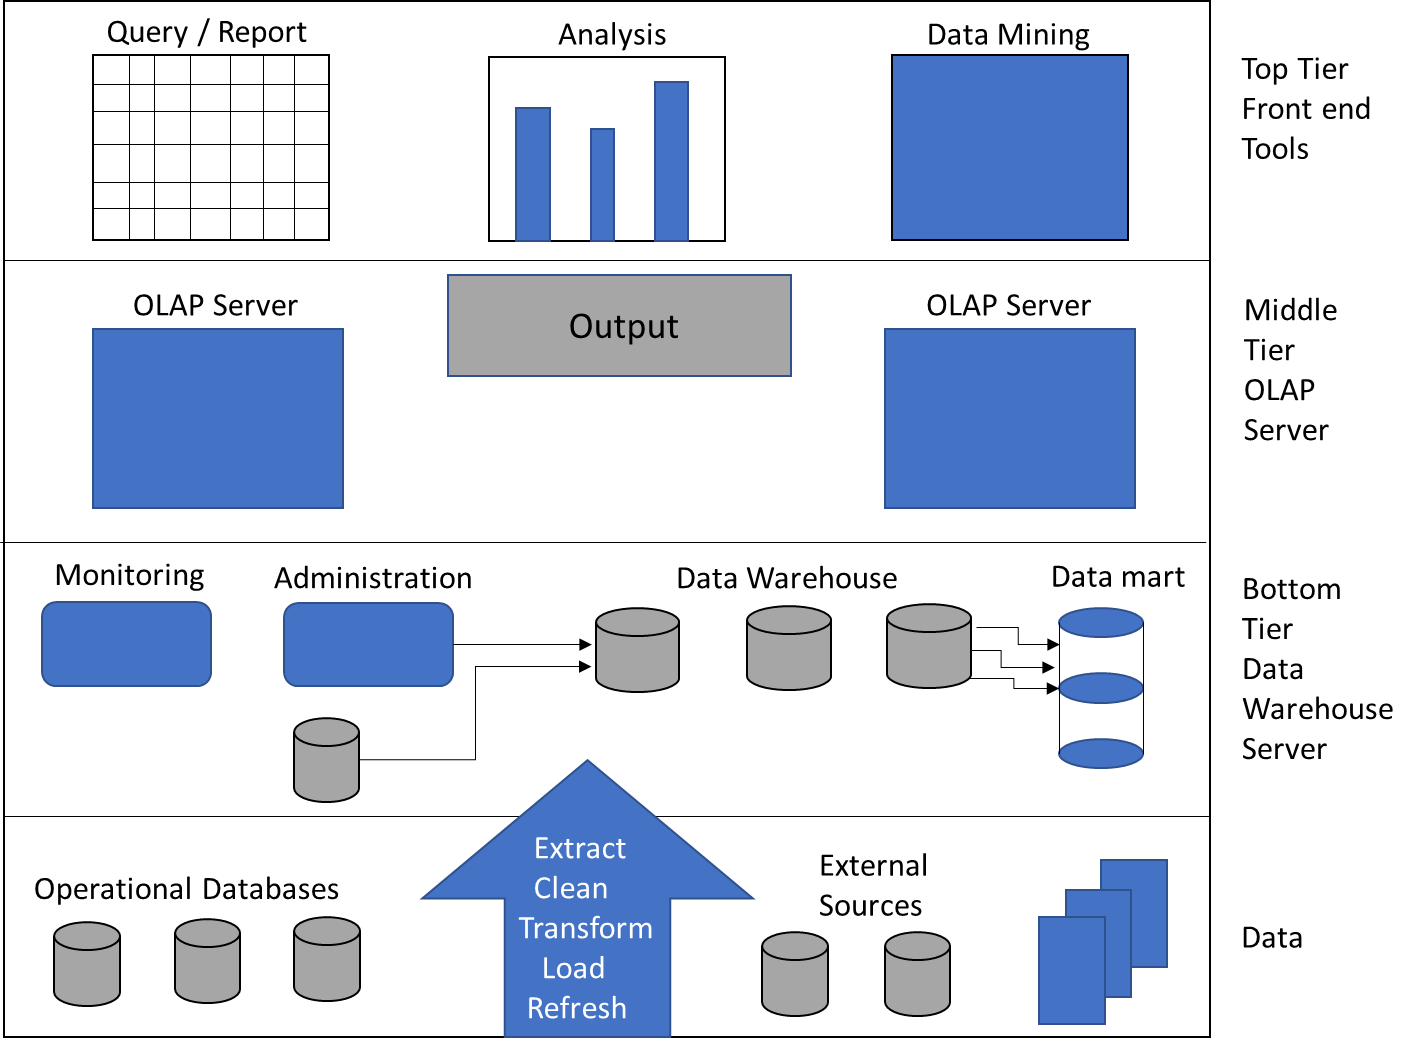 Query / Report
Analysis
Data Mining
Top Tier
Front end
Tools
OLAP Server
Output
OLAP Server
Middle
Tier
OLAP
Server
Monitoring
Administration
Data Warehouse
Data mart
Bottom
Tier
Data
Warehouse
Server
Operational Databases
Extract
Clean
Transform
Load
Refresh
External
Sources
Data